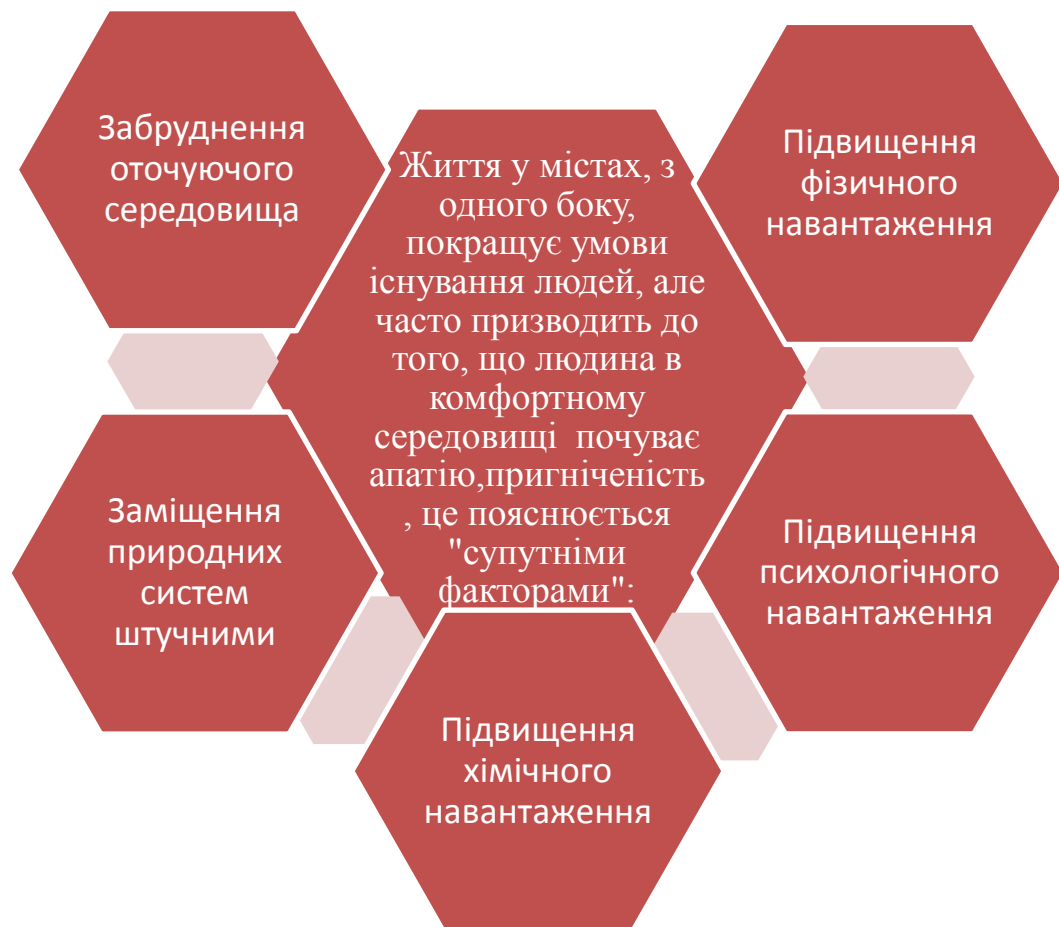 Забруднення
оточуючого
середовища
Життя у містах, з
одного боку,
покращує умови
існування людей, але
часто призводить до
того, що людина в
комфортному
середовищі  почуває
апатію,пригніченість
, це пояснюється
"супутніми
факторами":
Підвищення
фізичного
навантаження
Заміщення
природних
систем
штучними
Підвищення
хімічного
навантаження
Підвищення
психологічного
навантаження